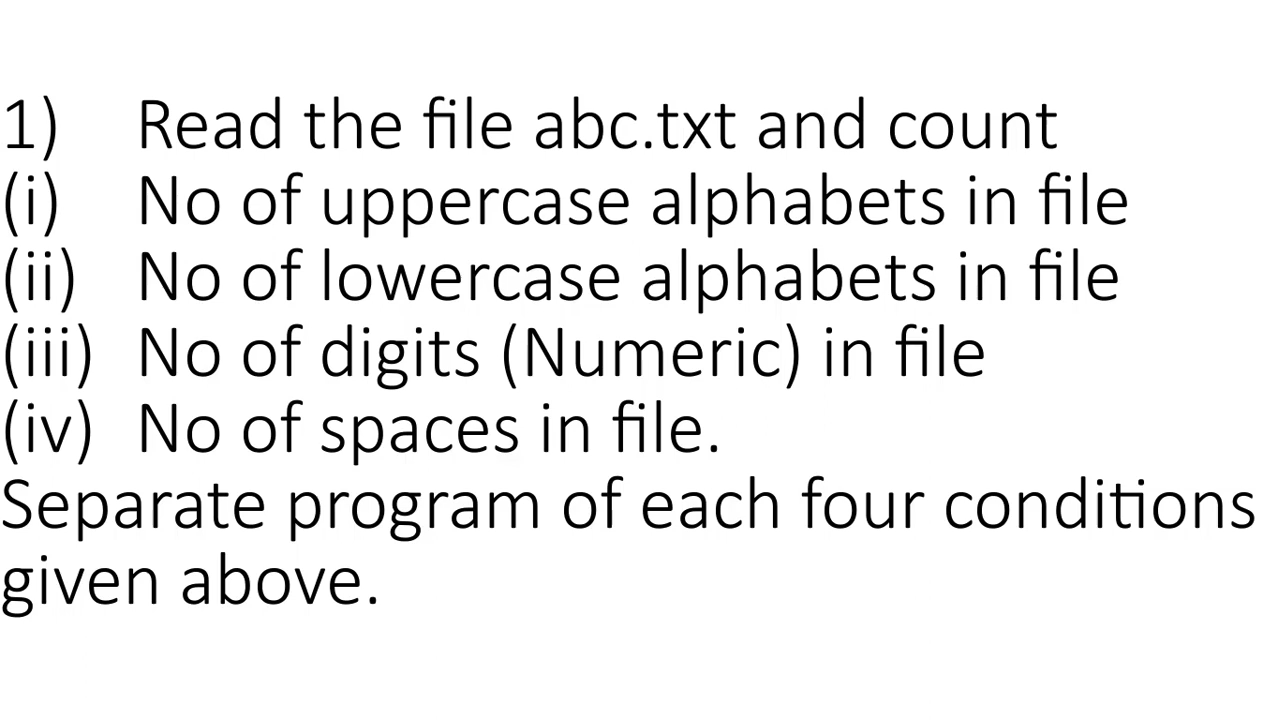 1) Read the file abc.txt and count
(i) No of uppercase alphabets in file
(ii) No of lowercase alphabets in file
(iii) No of digits (Numeric) in file
(iv) No of spaces in file.
Separate program of each four conditions
given above.